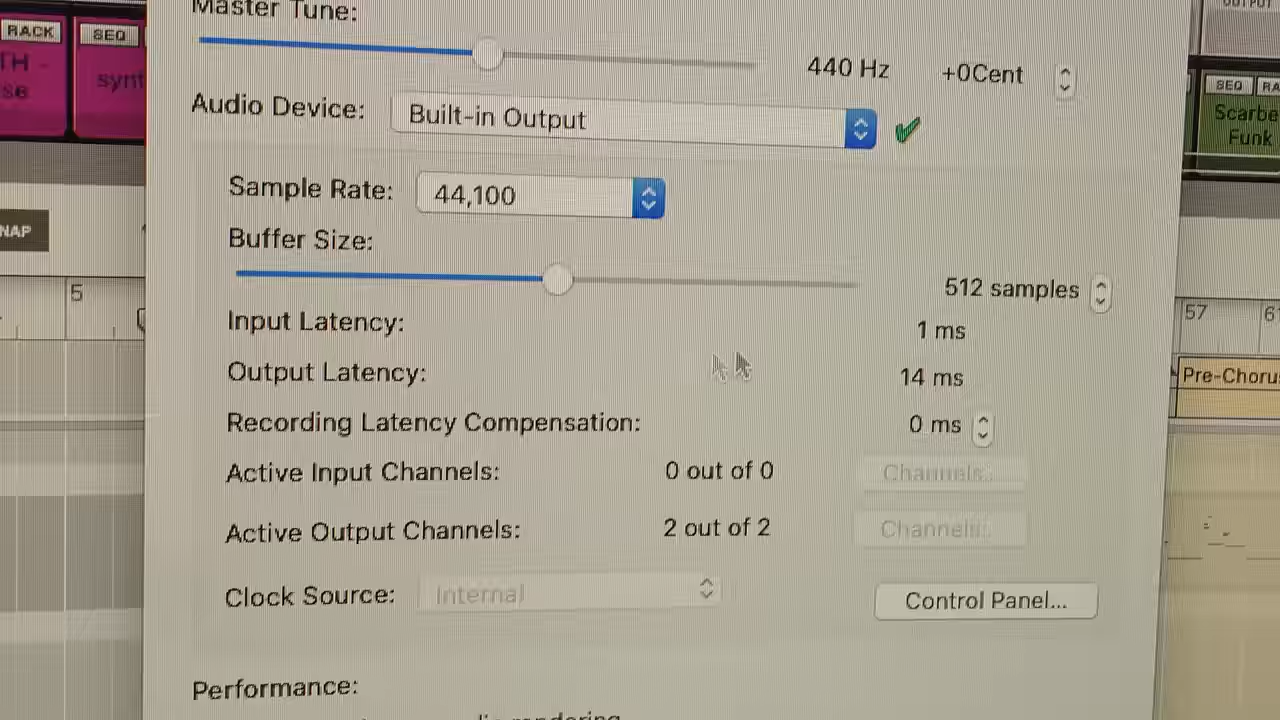 Master Tune:
440 Hz
+0Cent
RACK
SEQ
synt
Audio Device:
Built-in Output
SEQ
Scarbe
Funk
Sample Rate:
44,100
NAP
Buffer Size:
512 samples
5
57
Input Latency:
1 ms
Output Latency:
14 ms
Pre-Choru
Recording Latency Compensation:
0 ms
Active Input Channels:
0 out of 0
Channels..
Active Output Channels:
2 out of 2
Channels..
Clock Source:
Internal
Control Panel...
Performance: